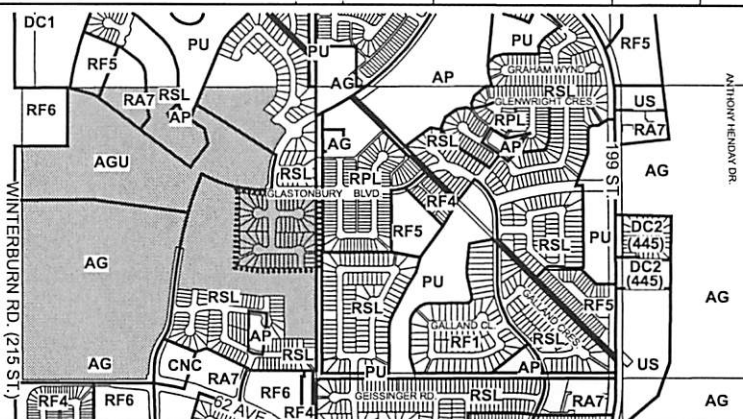 DC1
PU
PU
PU
RF5
RF5
AG
AP
GRAHAM WYND
RSL
RSL
RA7
AP
RF6
GLENWRIGHT CRES.
US
RPL
RA7
AG
RSL
AP
AGU
199 ST.
AG
ANTHONY HENDAY DR.
RSL
RPL
GLASTONBURY BLVD
RF4
RF5
RSL
PU
DC2
(445)
DC2
(445)
WINTERBURN RD. (215 ST.)
AG
PU
AG
RSL
RSL
RF5
AP
GALLAND CL.
RF1
GALLAND CRES.
RSL
RSL
AG
CNC
PU
AP
US
RA7
RF6
RSL
RA7
AG
RF4
RF6
62 AVE
RF4
GEISSINGER RD.